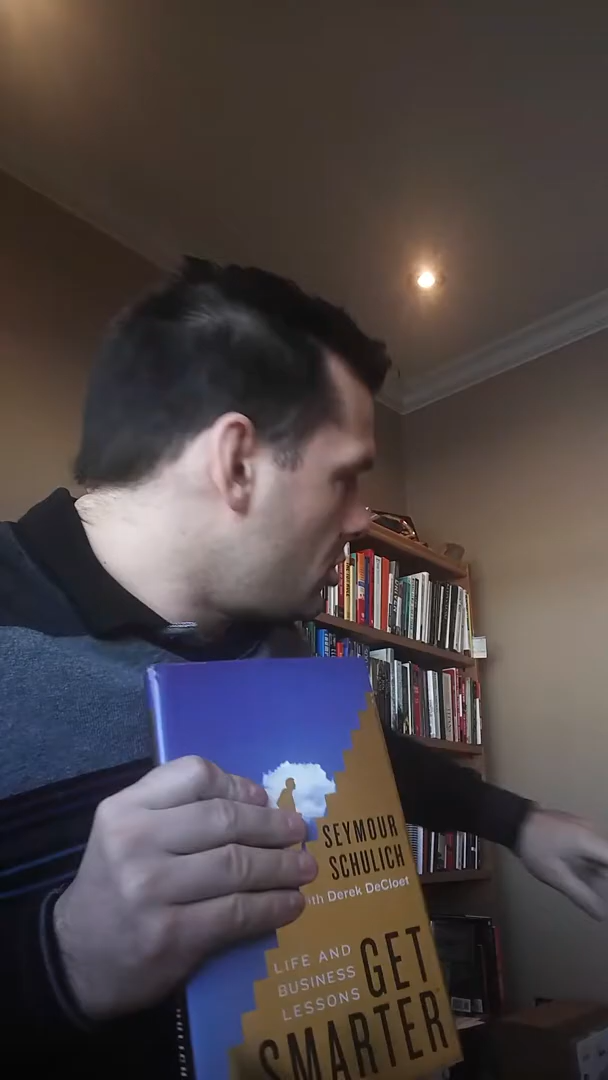 SEYMOUR
SCHULICH
ith Derek DeCloet
LIFE AND
BUSINESS
LESSONS
GET
SMARTER